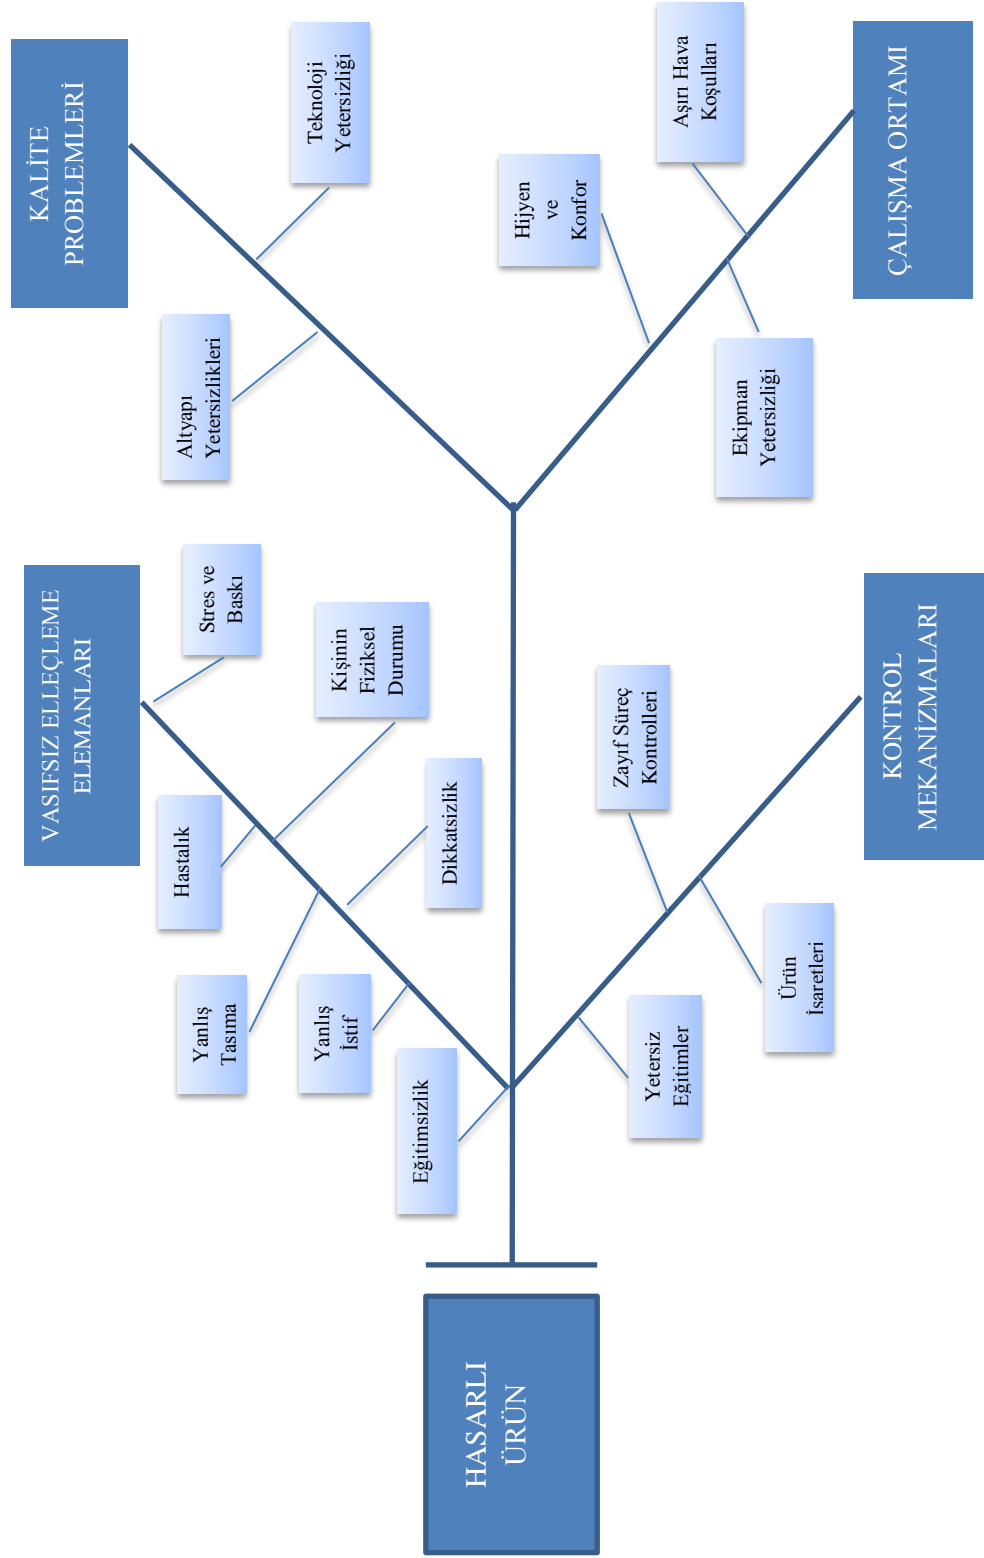 VASIFSIZ ELLEÇLEME
ELEMANLARI
KALİTE
PROBLEMLERİ
Hastalık
Stres ve
Baskı
Yanlış
Tasıma
Altyapı
Yetersizlikleri
Teknoloji
Yetersizliği
Yanlış
İstif
Kişinin
Fiziksel
Durumu
Eğitimsizlik
Dikkatsizlik
HASARLI
ÜRÜN
Hijyen
ve
Konfor
Zayıf Süreç
Kontrolleri
Yetersiz
Eğitimler
Aşırı Hava
Koşulları
Ekipman
Yetersizliği
Ürün
İsaretleri
KONTROL
MEKANİZMALARI
ÇALIŞMA ORTAMI